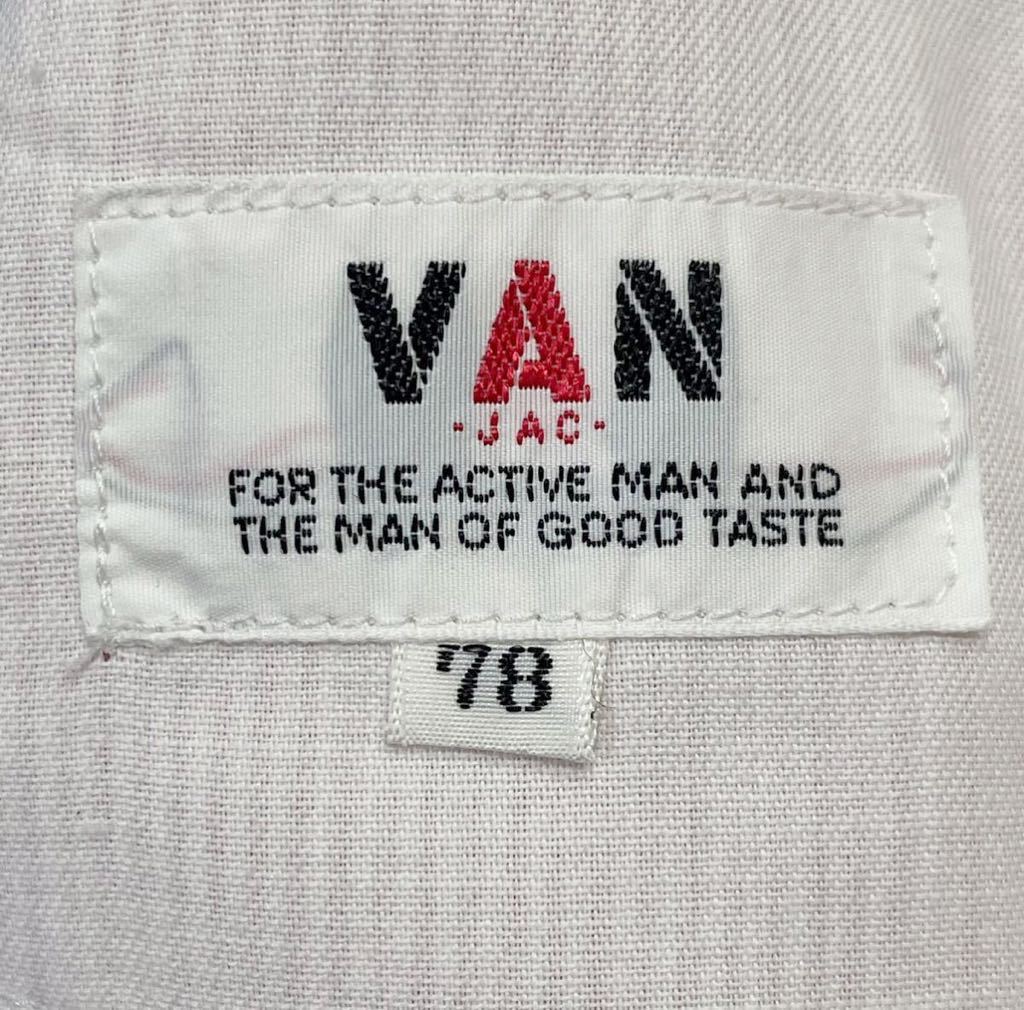 VAN
·JAC·
FOR THE ACTIVE MAN AND
THE MAN OF GOOD TASTE
'78